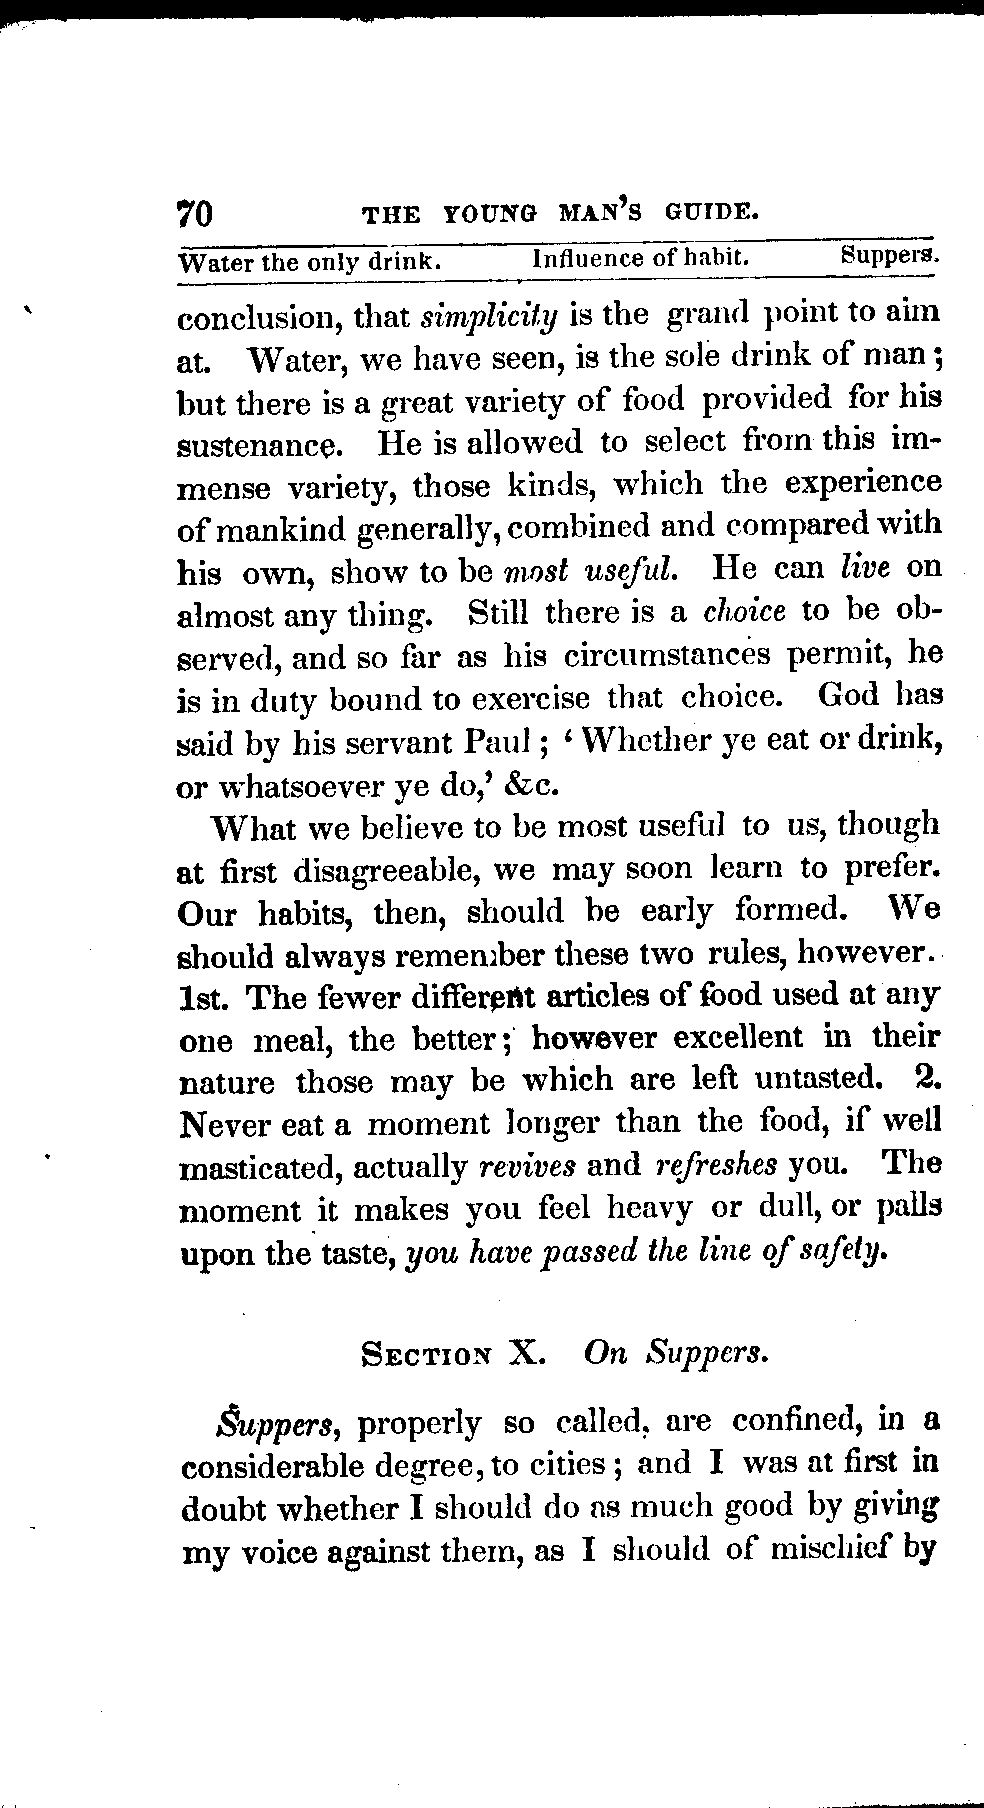 70 THE YOUNG MAN'S GUIDE.
Water the only drink. Influence of habit. Suppers.
conclusion, that simplicity is the grand point to aim
at. Water, we have seen, is the sole drink of man;
but there is a great variety of food provided for his
sustenance. He is allowed to select from this im-
mense variety, those kinds, which the experience
of mankind generally, combined and compared with
his own, show to be most useful. He can live on
almost any thing. Still there is a choice to be ob-
served, and so far as his circumstances permit, he
is in duty bound to exercise that choice. God has
said by his servant Paul; ‘Whether ye eat or drink,
or whatsoever ye do,’ &c.
What we believe to be most useful to us, though
at first disagreeable, we may soon learn to prefer.
Our habits, then, should be early formed. We
should always remember these two rules, however.
1st. The fewer different articles of food used at any
one meal, the better; however excellent in their
nature those may be which are left untasted. 2.
Never eat a moment longer than the food, if well
masticated, actually revives and refreshes you. The
moment it makes you feel heavy or dull, or palls
upon the taste, you have passed the line of safety.
SECTION X. On Suppers.
Suppers, properly so called, are confined, in a
considerable degree, to cities; and I was at first in
doubt whether I should do as much good by giving
my voice against them, as I should of mischief by